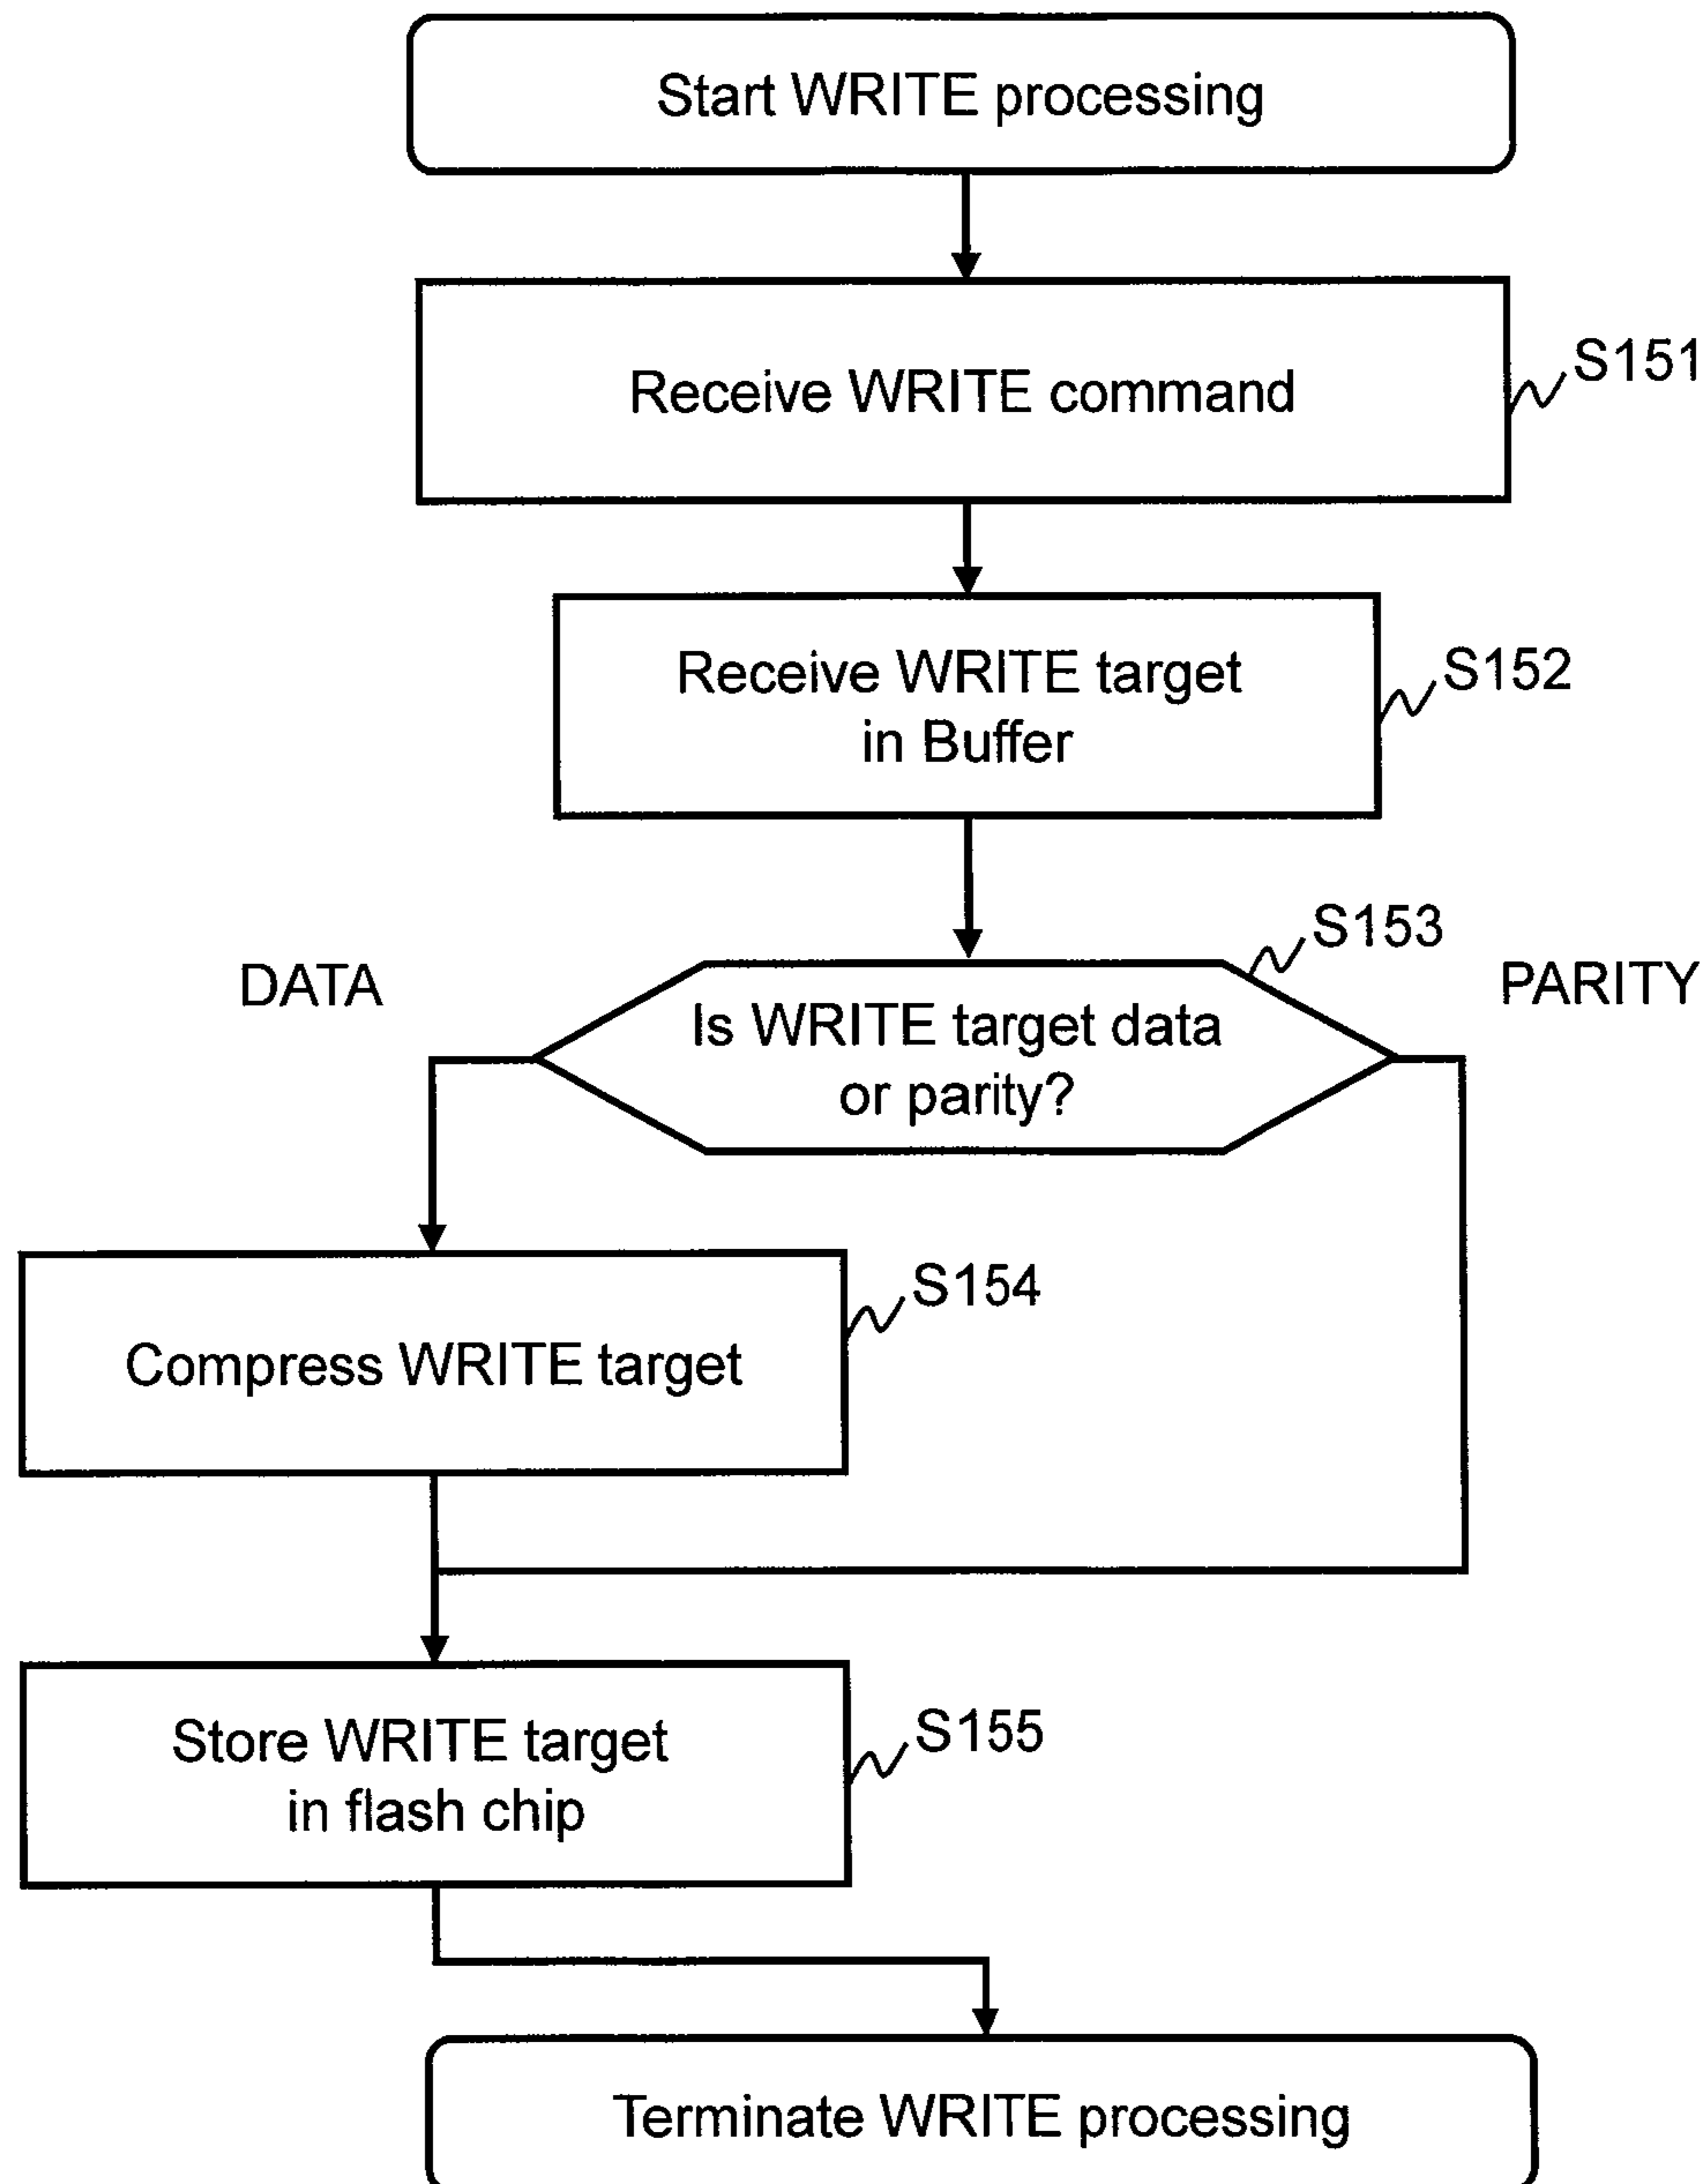 Start WRITE processing
Receive WRITE command
S151
Receive WRITE target
in Buffer
S152
S153
DATA
PARITY
Is WRITE target data
or parity?
S154
Compress WRITE target
Store WRITE target
in flash chip
S155
Terminate WRITE processing